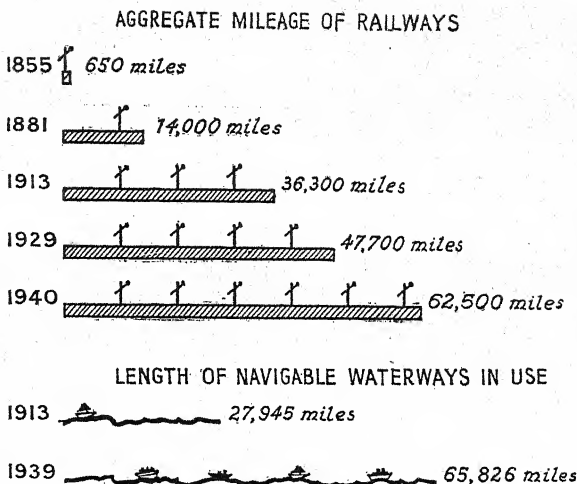 AGGREGATE MILEAGE OF RAILWAYS
1855 650 miles
1881 14,000 miles
1913 36,300 miles
1929 47,700 miles
1940 62,500 miles
LENGTH OF NAVIGABLE WATERWAYS IN USE
1913 27,945 miles
1939 65,826 miles